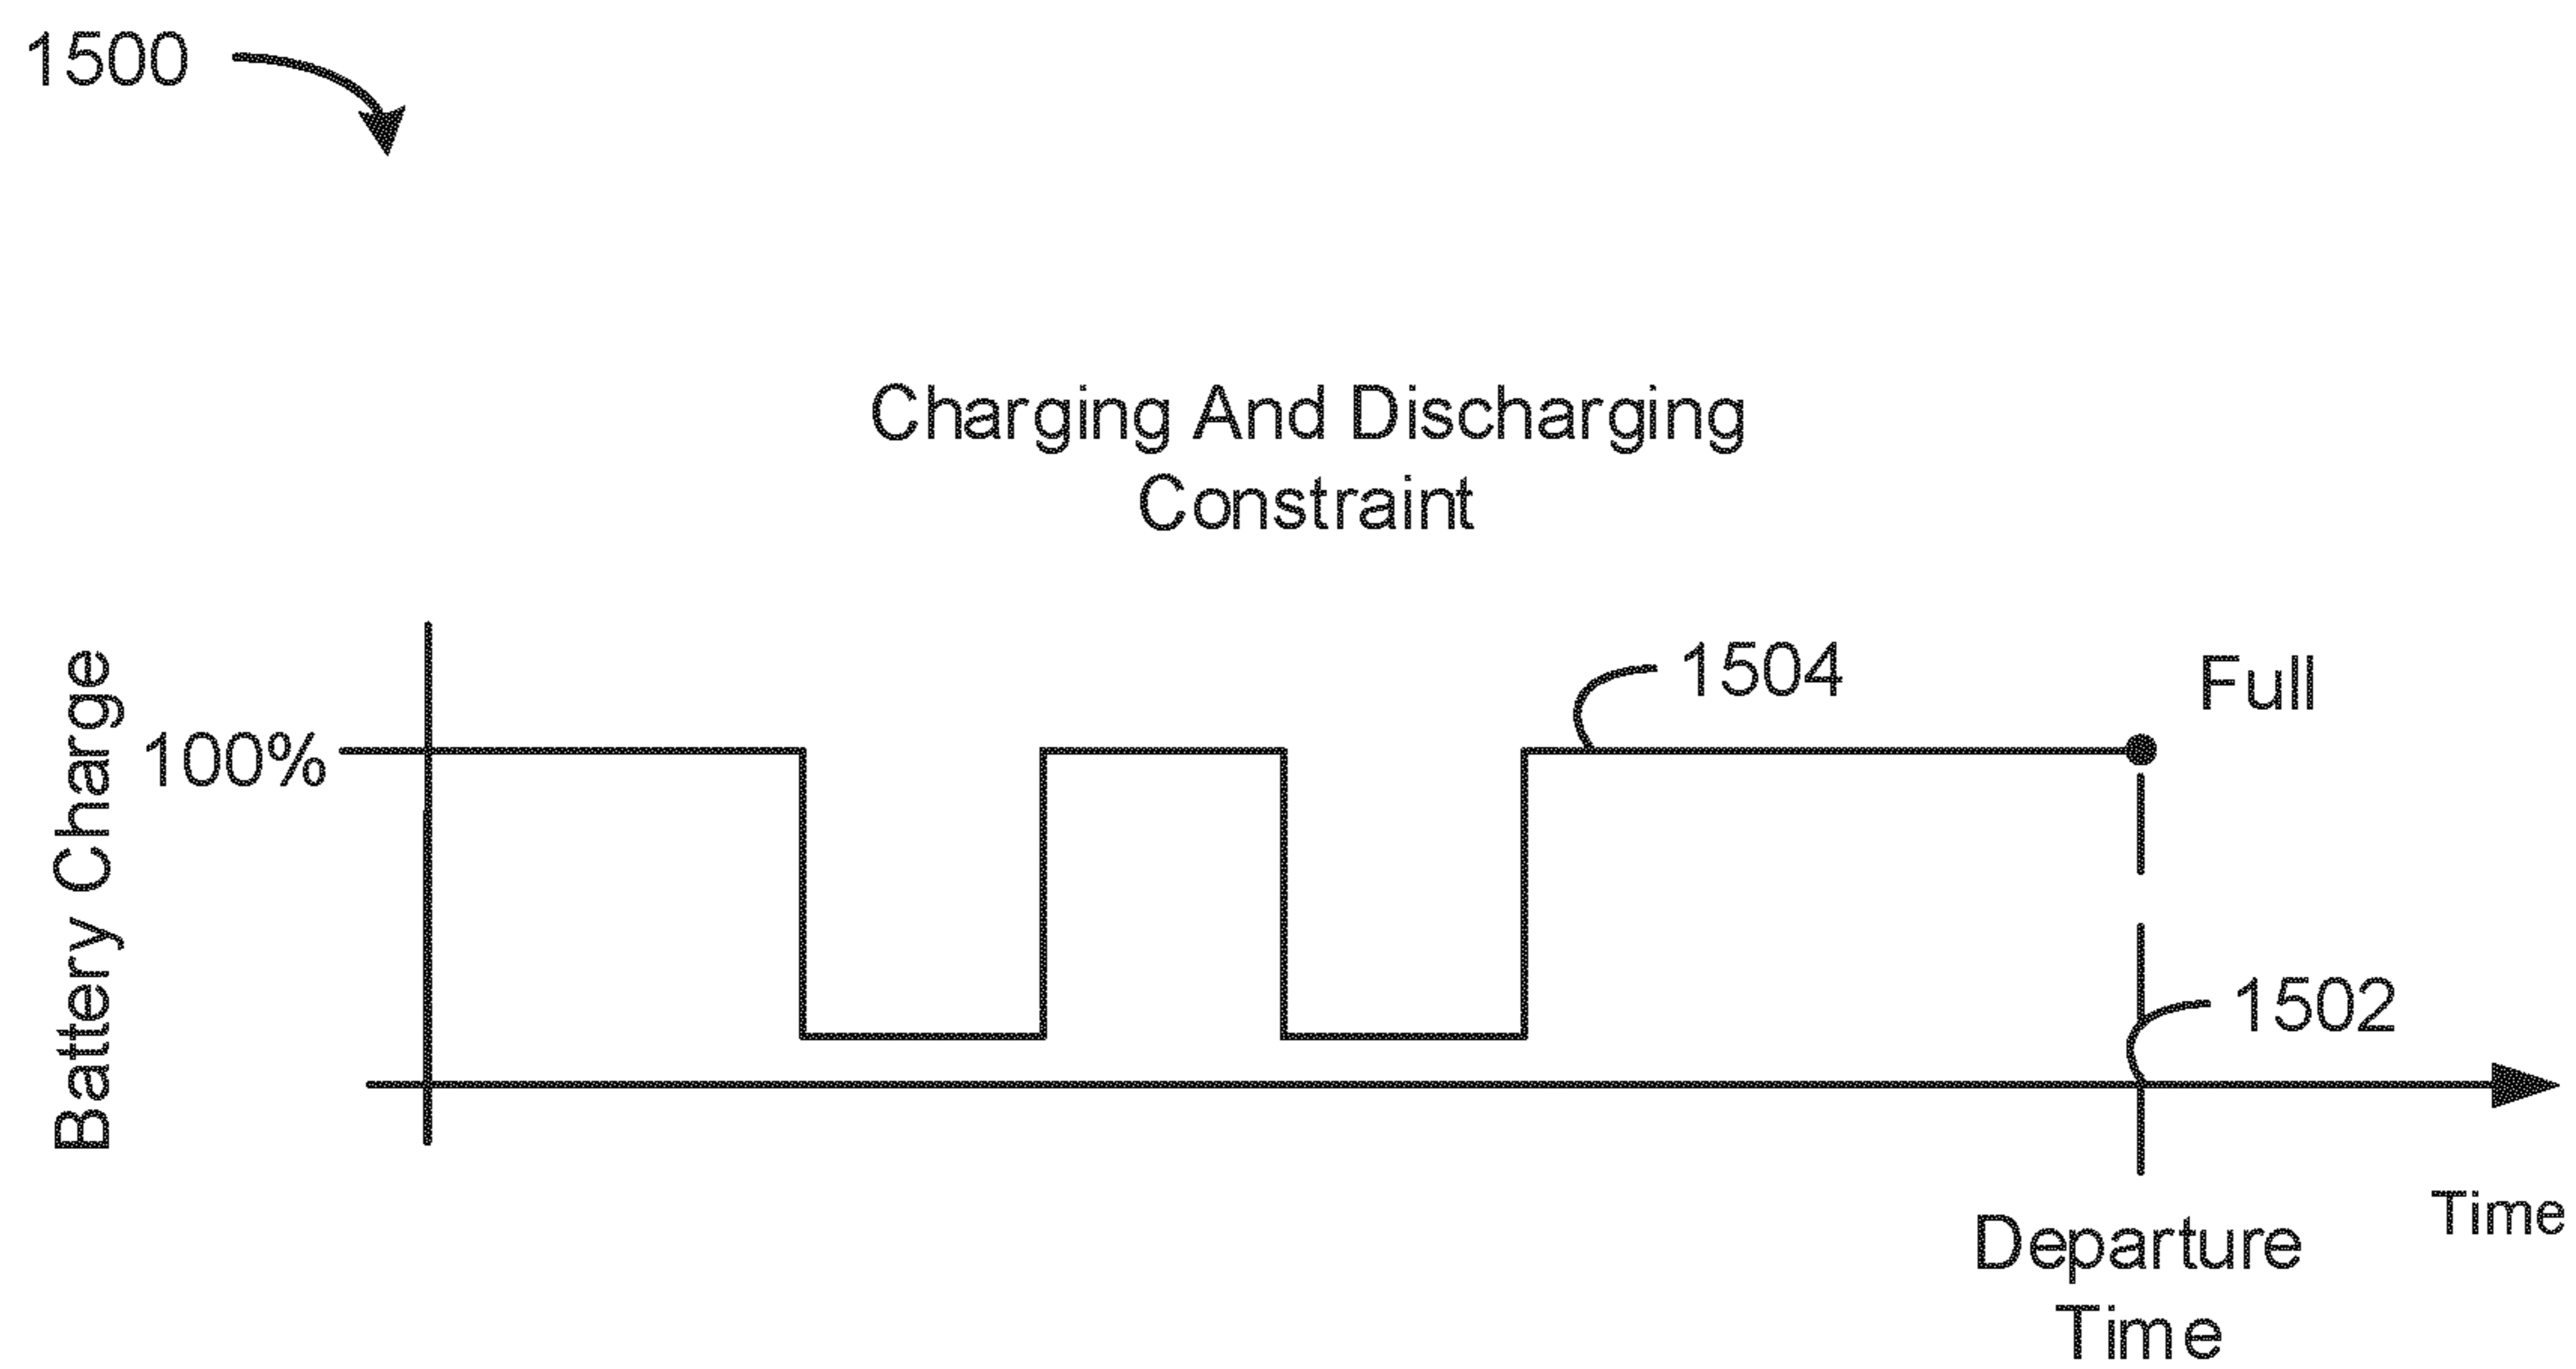 1500
Charging And Discharging
Constraint
1504
Full
100%
Battery Charge
1502
Time
Departure
Time